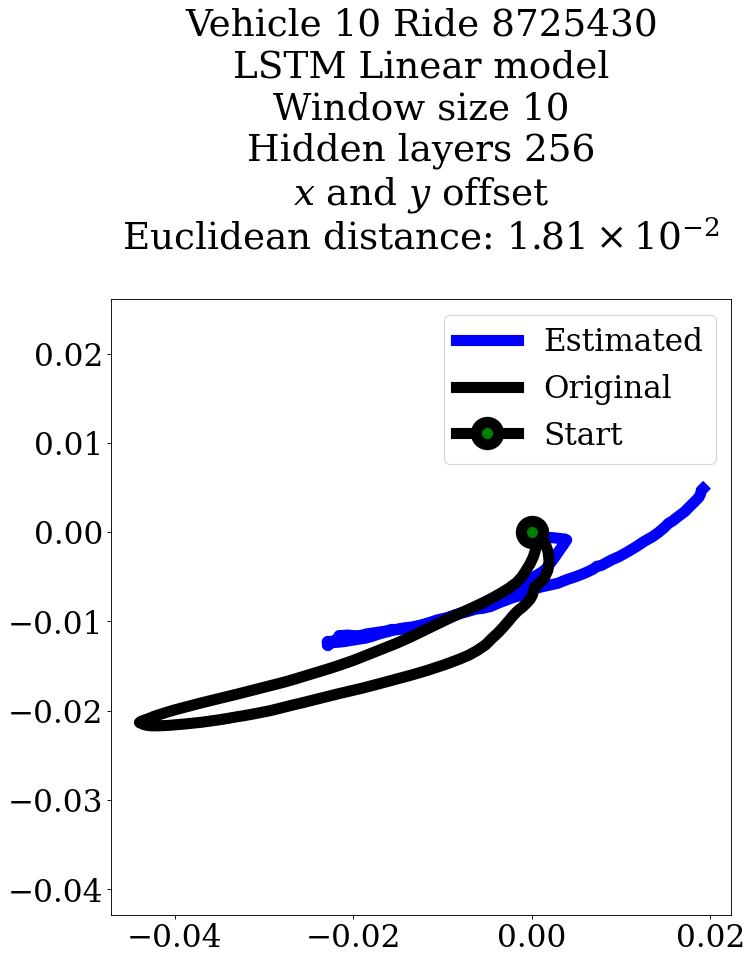 Vehicle 10 Ride 8725430
LSTM Linear model
Window size 10
Hidden layers 256
x and y offset
Euclidean distance: 1.81 × 10⁻²
Estimated
Original
Start
0.02
0.01
0.00
−0.01
−0.02
−0.03
−0.04
−0.04 −0.02 0.00 0.02